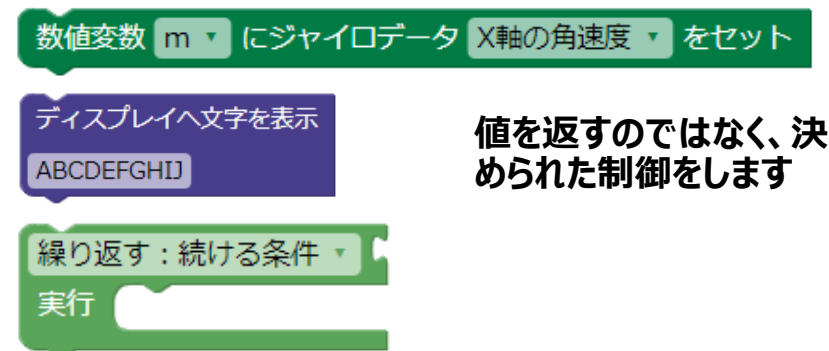 数値変数 m にジャイロデータ X軸の角速度 をセット
ディスプレイへ文字を表示
ABCDEFGHIJ
値を返すのではなく、決
められた制御をします
繰り返す：続ける条件
実行